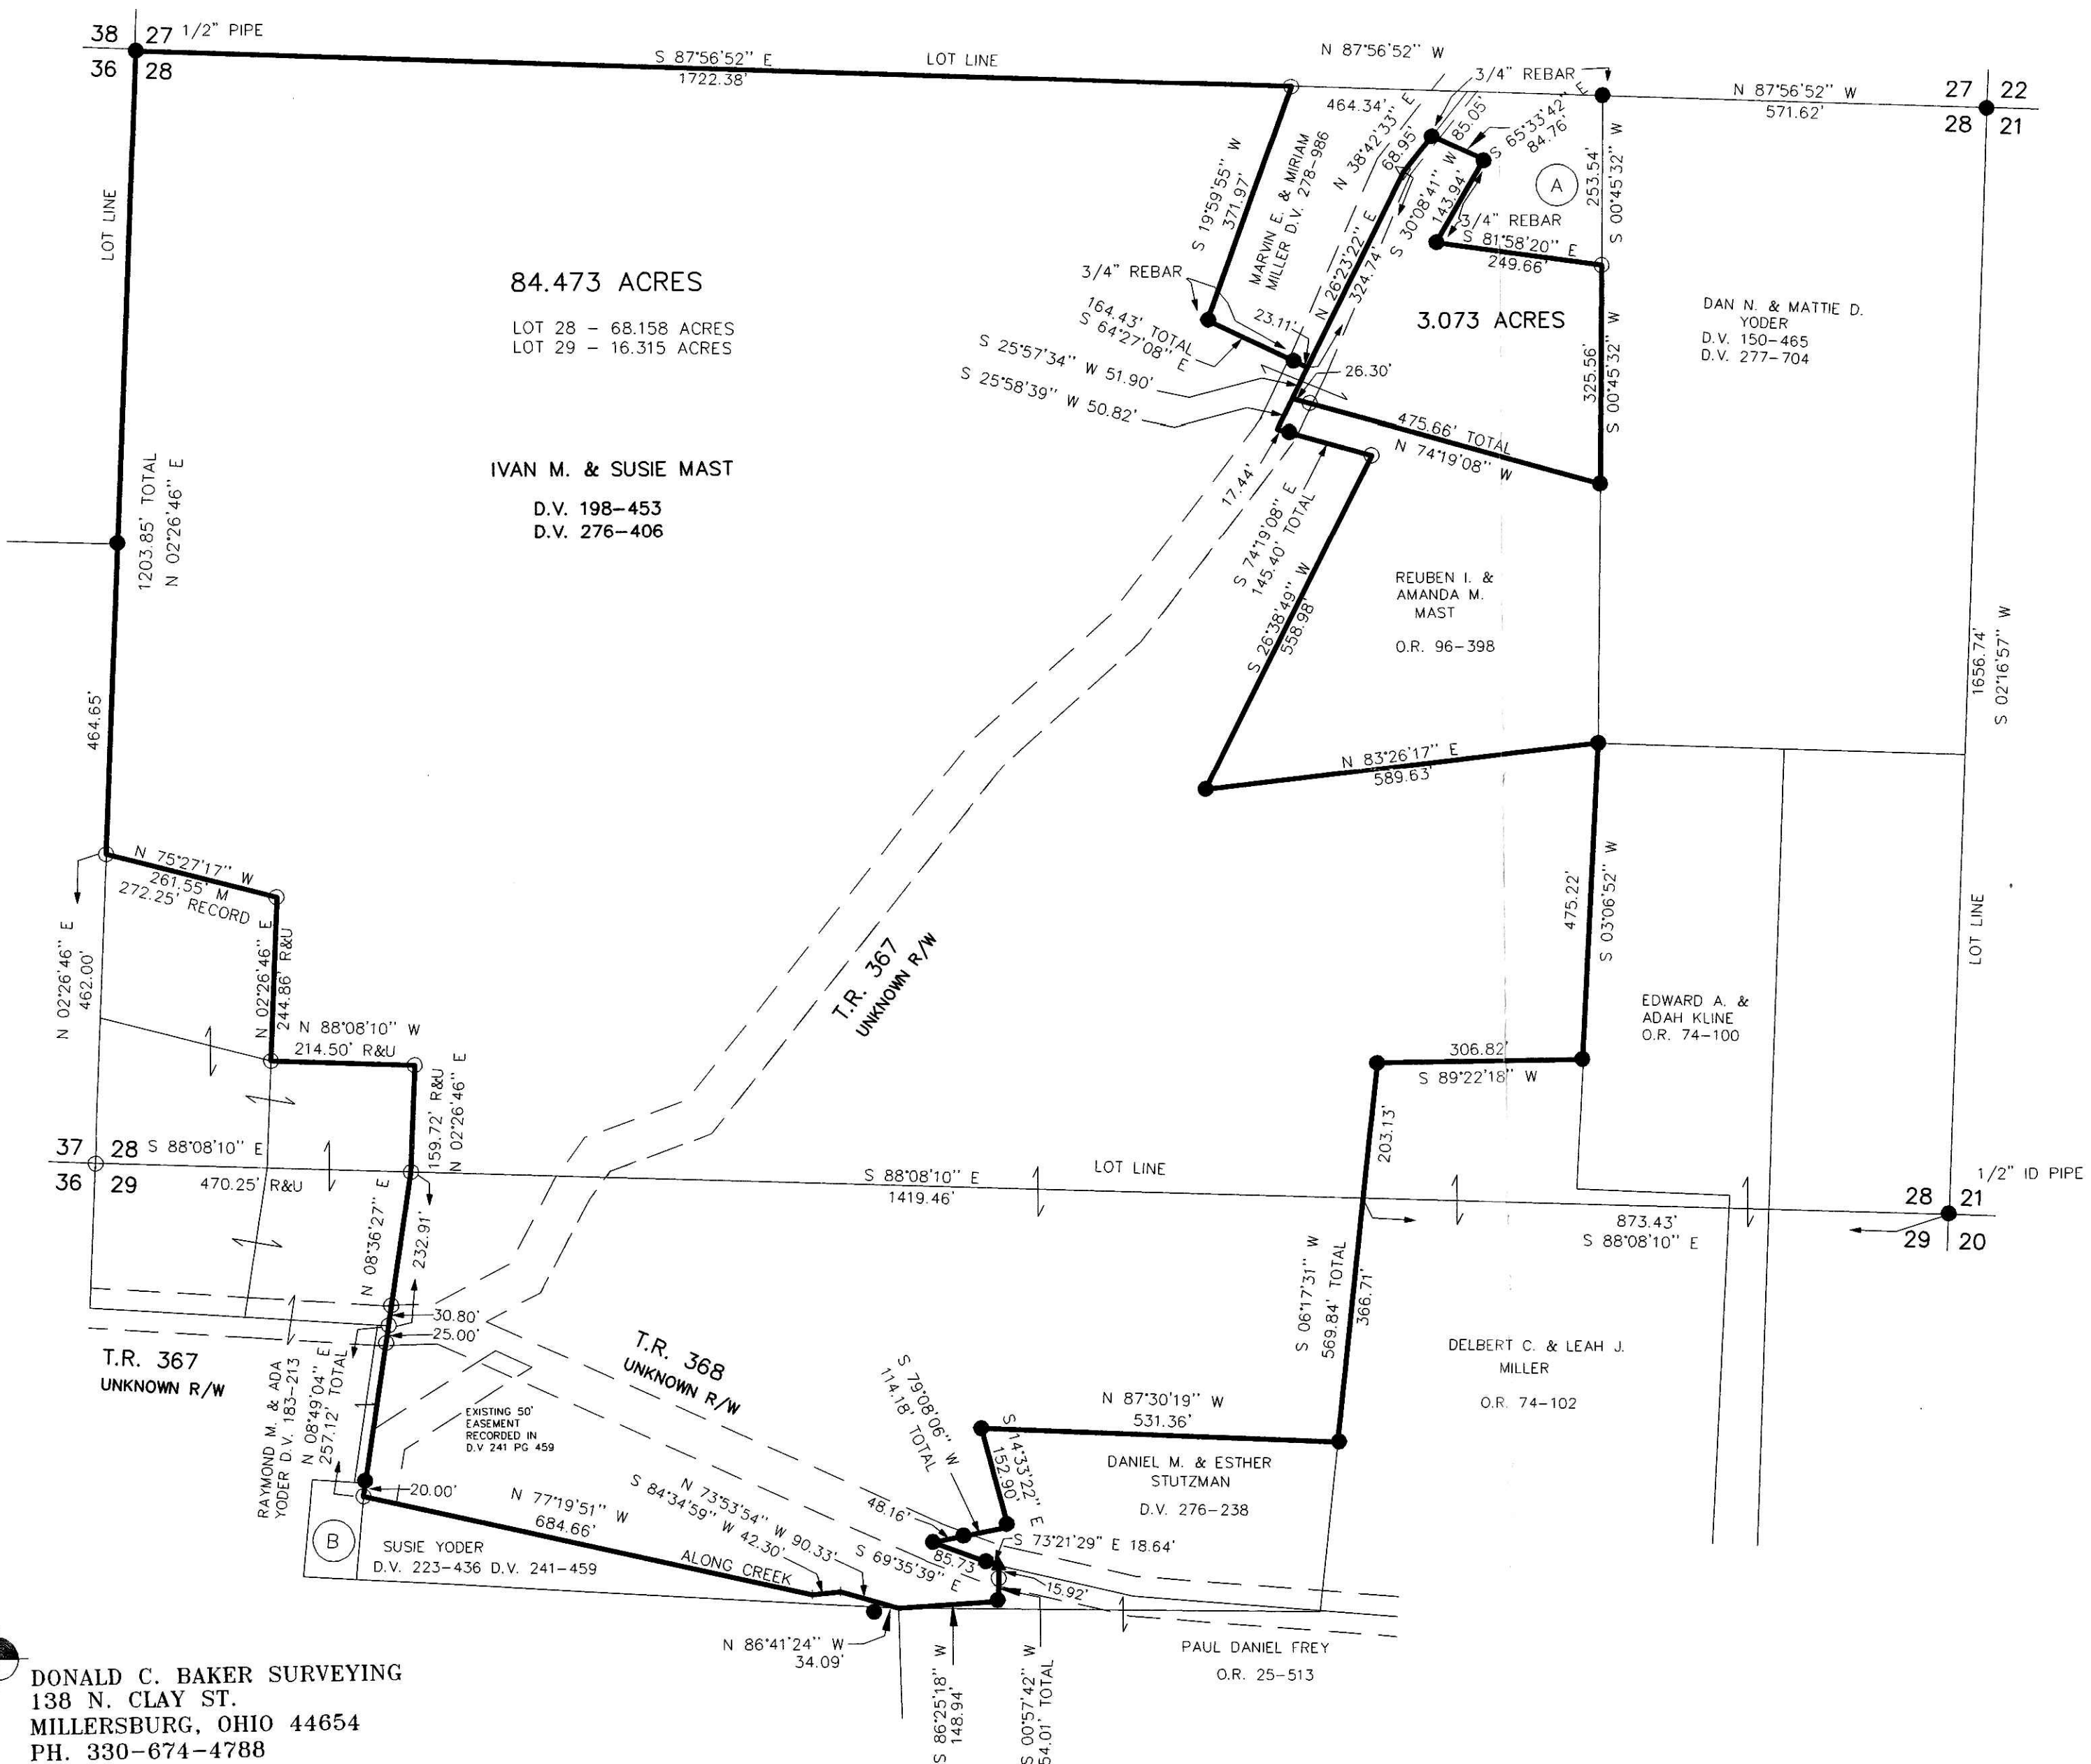 38 27 1/2" PIPE
36 28
S 87°56'52'' E
1722.38'
LOT LINE
N 87°56'52'' W
464.34'
3/4" REBAR
N 87°56'52'' W
571.62'
27 22
28 21
LOT LINE
S 19°59'55'' W
371.97'
MARVIN E. & MIRIAM
MILLER D.V. 278-986
N 38°42'33'' E
68.95'
85.05'
S 65°33'42'' E
84.76'
A
253.54'
S 00°45'32'' W
S 30°08'41'' W
143.94'
3/4" REBAR
S 81°58'20'' E
249.66'
N 26°23'22'' E
324.74'
84.473 ACRES
LOT 28 - 68.158 ACRES
LOT 29 - 16.315 ACRES
3/4" REBAR
164.43' TOTAL
S 64°27'08'' E
23.11'
3.073 ACRES
325.56'
S 00°45'32'' W
DAN N. & MATTIE D.
YODER
D.V. 150-465
D.V. 277-704
S 25°57'34'' W 51.90'
S 25°58'39'' W 50.82'
26.30'
475.66' TOTAL
N 74°19'08'' W
IVAN M. & SUSIE MAST
D.V. 198-453
D.V. 276-406
1203.85' TOTAL
N 02°26'46'' E
17.44'
S 74°19'08'' E
145.40' TOTAL
S 26°38'49'' W
558.98'
REUBEN I. &
AMANDA M.
MAST
O.R. 96-398
1656.74'
S 02°16'57'' W
464.65'
N 83°26'17'' E
589.63'
N 75°27'17'' W
261.55' M
272.25' RECORD
N 02°26'46'' E
462.00'
N 02°26'46'' E
244.86' R&U
N 88°08'10'' W
214.50' R&U
159.72' R&U
N 02°26'46'' E
T.R. 367
UNKNOWN R/W
475.22'
S 03°06'52'' W
LOT LINE
EDWARD A. &
ADAH KLINE
O.R. 74-100
306.82'
S 89°22'18'' W
203.13'
37 28 S 88°08'10'' E
36 29 470.25' R&U
S 88°08'10'' E
1419.46'
LOT LINE
873.43'
S 88°08'10'' E
1/2" ID PIPE
28 21
29 20
N 08°36'27'' E
232.91'
30.80'
25.00'
S 06°17'31'' W
569.84' TOTAL
366.71'
T.R. 367
UNKNOWN R/W
RAYMOND M. & ADA
YODER D.V. 183-213
N 08°49'04'' E
257.12' TOTAL
T.R. 368
UNKNOWN R/W
EXISTING 50'
EASEMENT
RECORDED IN
D.V 241 PG 459
DELBERT C. & LEAH J.
MILLER
O.R. 74-102
S 79°08'06'' W
114.18' TOTAL
N 87°30'19'' W
531.36'
S 14°33'22'' E
152.90'
DANIEL M. & ESTHER
STUTZMAN
D.V. 276-238
20.00'
N 77°19'51'' W
684.66'
S 84°34'59'' W 42.30'
N 73°53'54'' W 90.33'
48.16'
S 73°21'29'' E 18.64'
85.73'
S 69°35'39'' E
15.92'
B
SUSIE YODER
D.V. 223-436 D.V. 241-459
ALONG CREEK
N 86°41'24'' W
34.09'
S 86°25'18'' W
148.94'
S 00°57'42'' W
54.01' TOTAL
PAUL DANIEL FREY
O.R. 25-513
DONALD C. BAKER SURVEYING
138 N. CLAY ST.
MILLERSBURG, OHIO 44654
PH. 330-674-4788